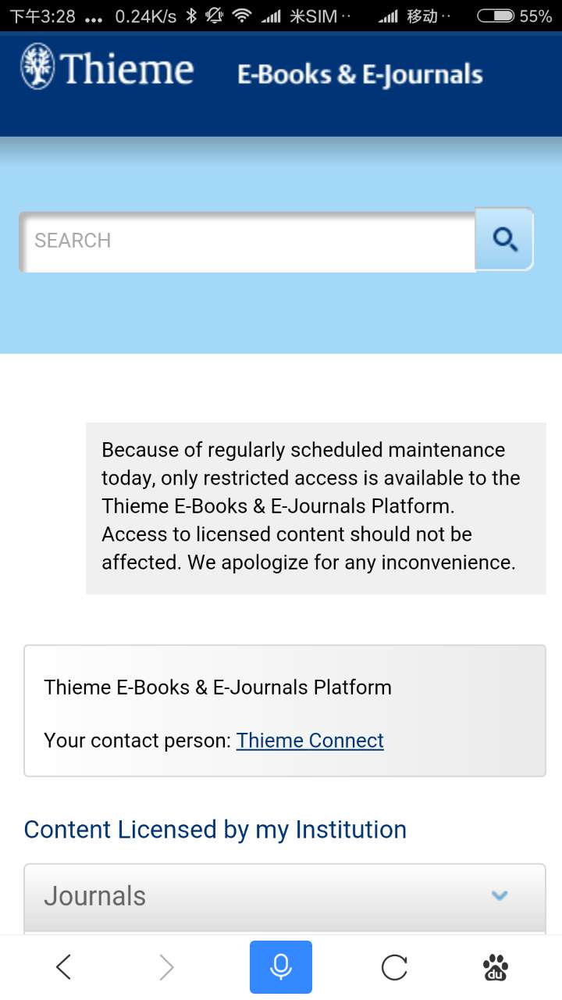 下午3:28 ... 0.24K/s 米SIM·· 移动·· 55%
Thieme E-Books & E-Journals
SEARCH
Because of regularly scheduled maintenance
today, only restricted access is available to the
Thieme E-Books & E-Journals Platform.
Access to licensed content should not be
affected. We apologize for any inconvenience.
Thieme E-Books & E-Journals Platform
Your contact person: Thieme Connect
Content Licensed by my Institution
Journals
du